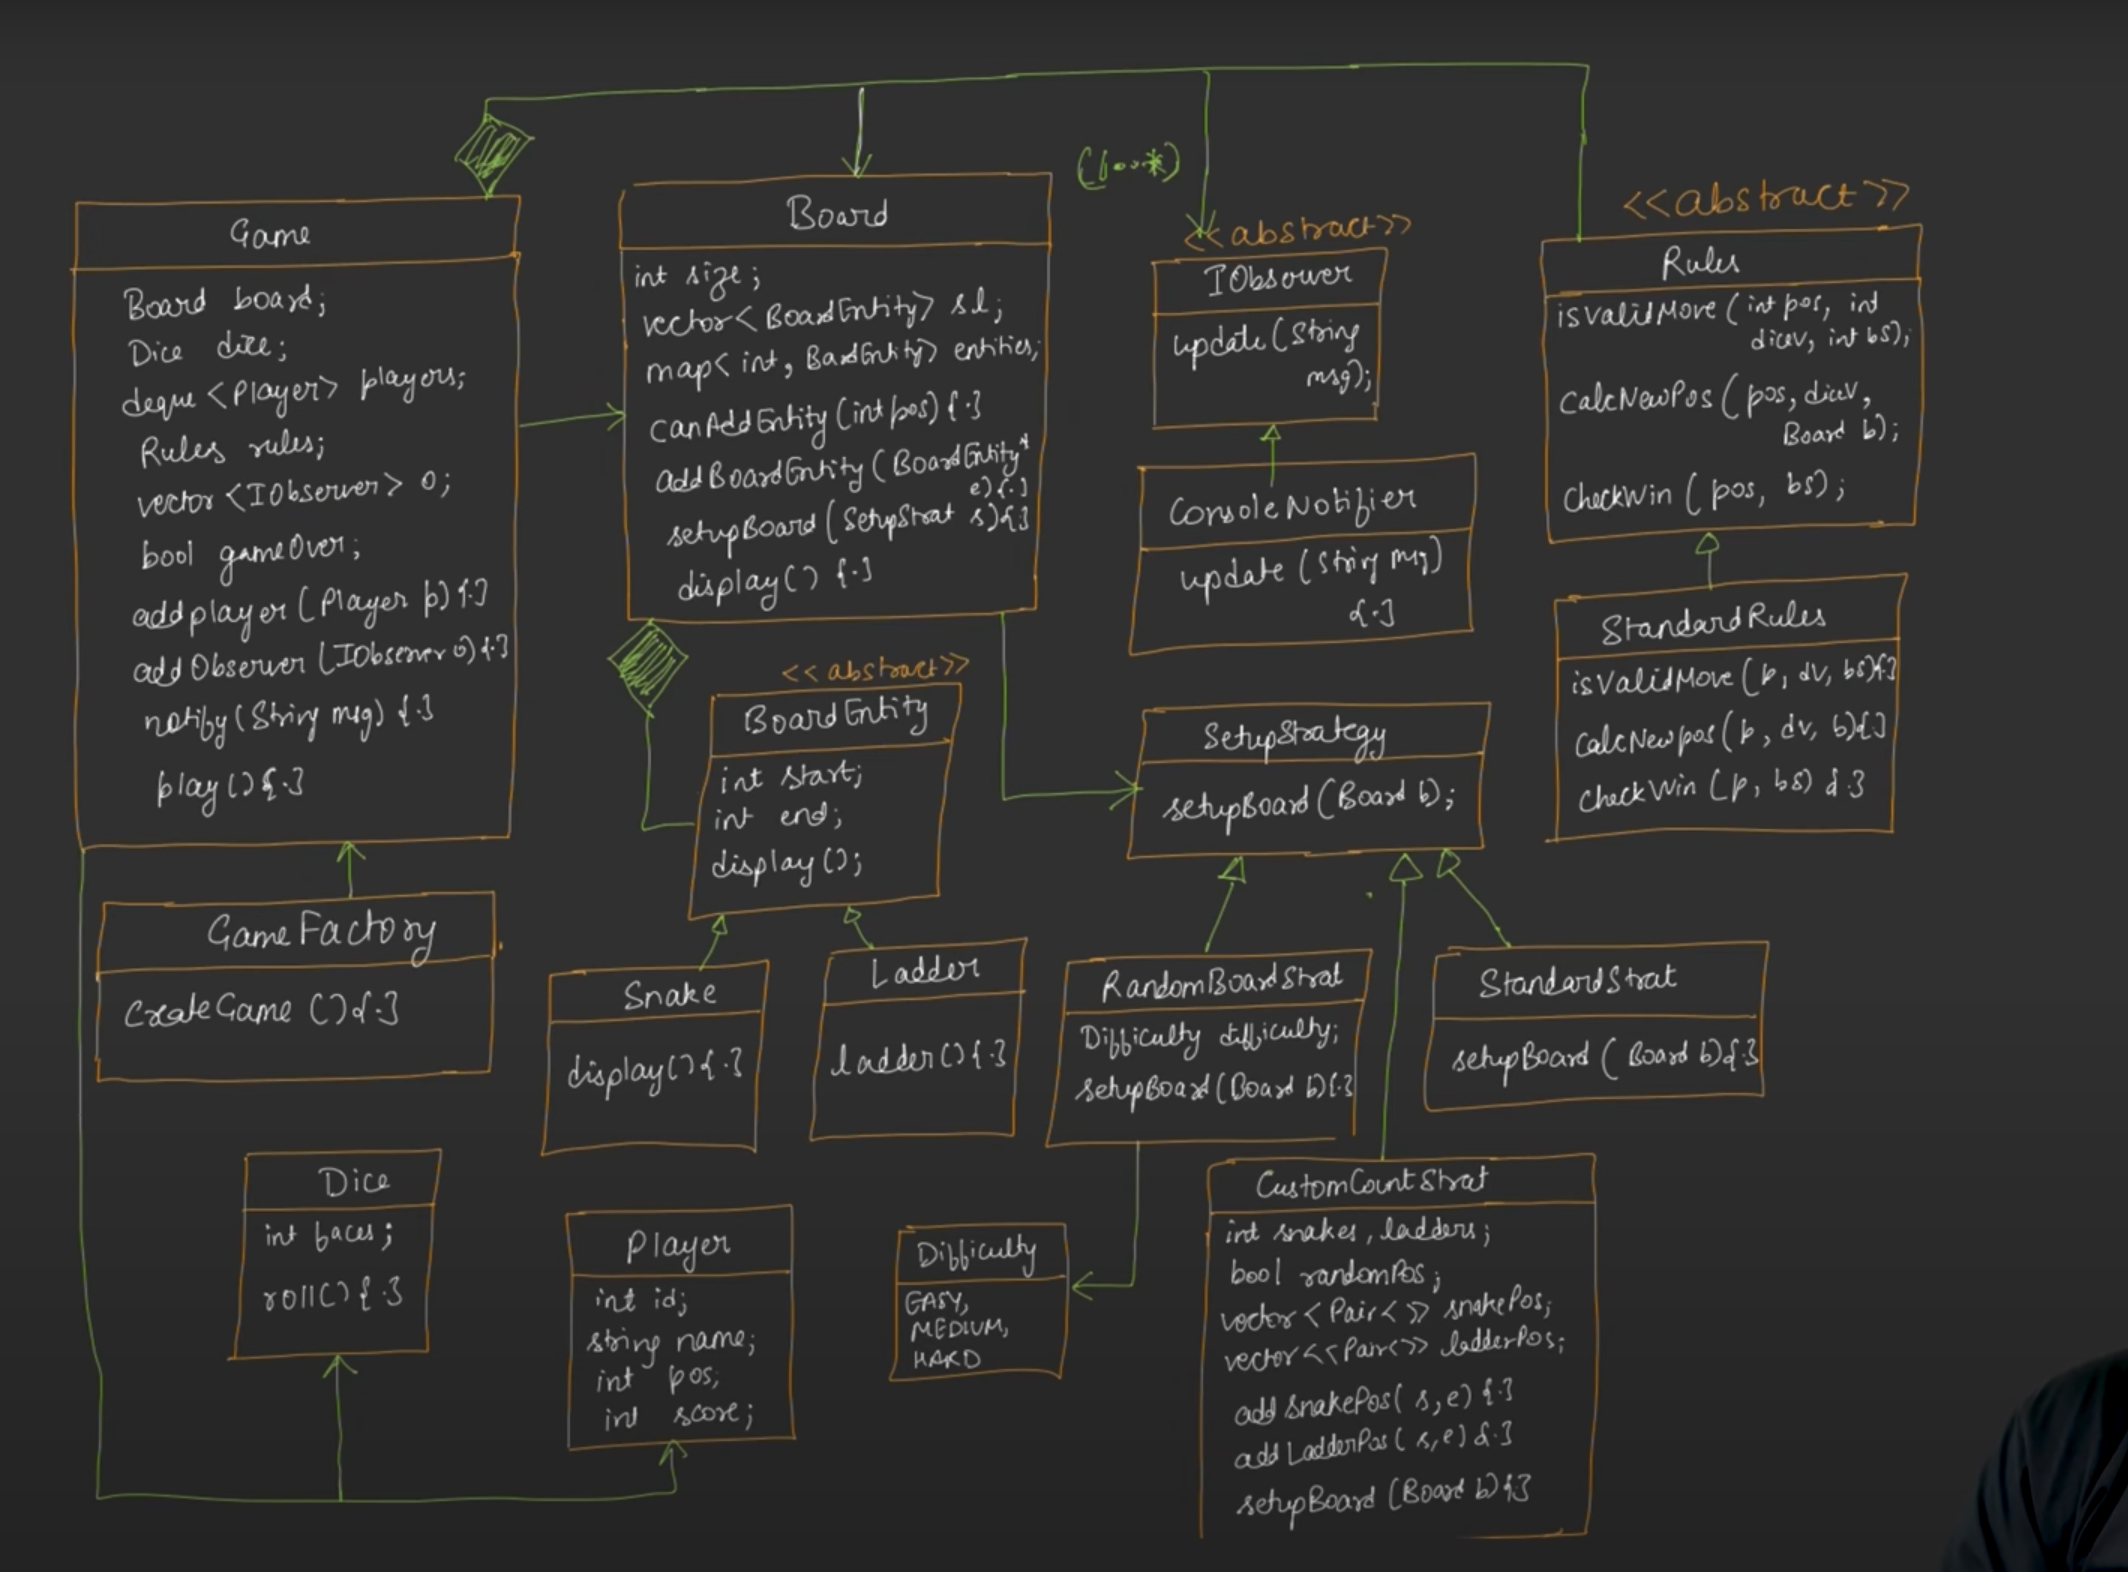 Game
Board board;
Dice dice;
deque <Player> players;
Rules rules;
vector <IObserver> o;
bool gameOver;
addplayer (Player p) {.}
addObserver (IObserver o) {.}
notify (String msg) {.}
play () {.}
Board
int size;
vector<BoardEntity> sl;
map<int, BoardEntity> entities;
canAddEntity (int pos) {.}
addBoardEntity (BoardEntity*
e) {.}
setupBoard (SetupStrat s) {.}
display () {.}
(1...*)
<<abstract>>
IObserver
update (String
msg);
<<abstract>>
Rules
isValidMove (int pos, int
dicev, int bs);
CalcNewPos (pos, dicev,
Board b);
CheckWin (pos, bs);
ConsoleNotifier
update (String msg)
{.}
StandardRules
isValidMove (p, dv, bs) {.}
CalcNewpos (p, dv, b) {.}
CheckWin (p, bs) {.}
<<abstract>>
BoardEntity
int start;
int end;
display ();
SetupStrategy
setupBoard (Board b);
GameFactory
CreateGame () {.}
Snake
display () {.}
Ladder
ladder () {.}
RandomBoardStrat
Difficulty difficulty;
setupBoard (Board b) {.}
StandardStrat
setupBoard (Board b) {.}
Dice
int faces;
roll () {.}
Player
int id;
string name;
int pos;
int score;
Difficulty
EASY,
MEDIUM,
HARD
CustomCountStrat
int snakes, ladders;
bool randomPos;
vector <Pair<>> snakePos;
vector <<Pair<>> ladderPos;
add SnakePos (s, e) {.}
add LadderPos (s, e) {.}
setupBoard (Board b) {.}